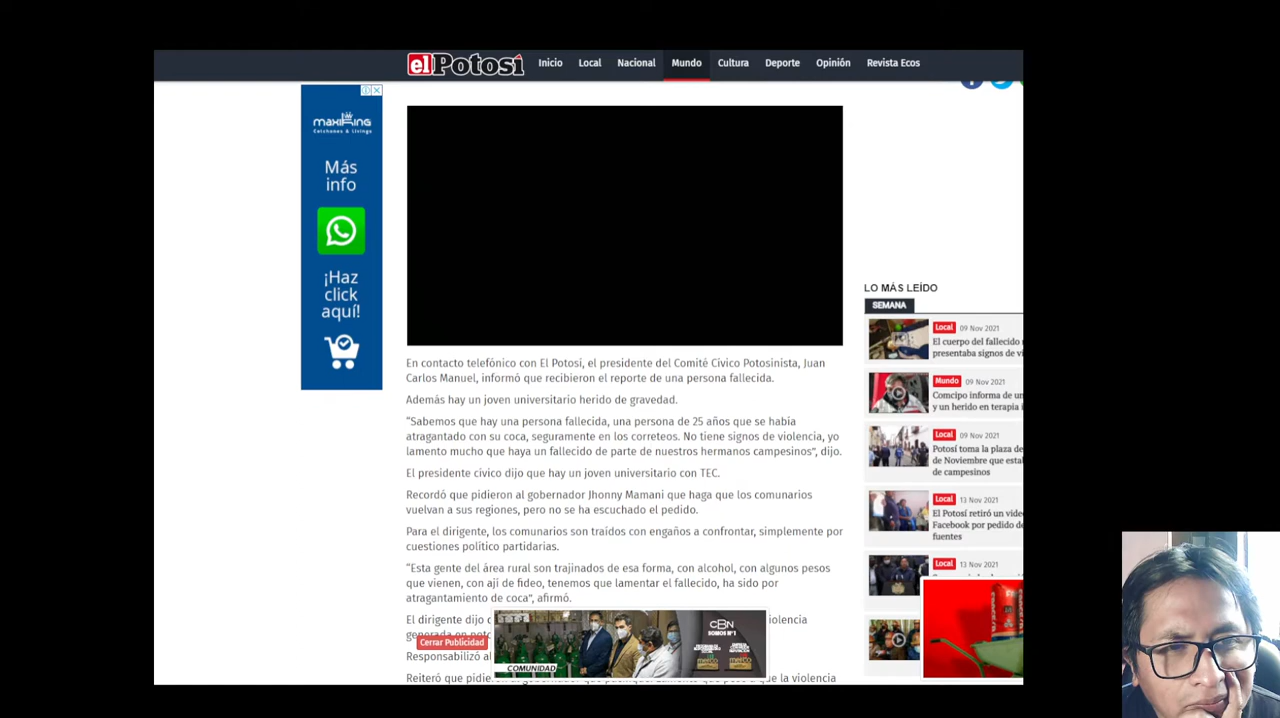 elPotosí
Inicio Local Nacional Mundo Cultura Deporte Opinión Revista Ecos
maxiKing
Colchones & Livings
Más
info
¡Haz
click
aquí!
En contacto telefónico con El Potosí, el presidente del Comité Cívico Potosinista, Juan
Carlos Manuel, informó que recibieron el reporte de una persona fallecida.
Además hay un joven universitario herido de gravedad.
"Sabemos que hay una persona fallecida, una persona de 25 años que se había
atragantado con su coca, seguramente en los correteos. No tiene signos de violencia, yo
lamento mucho que haya un fallecido de parte de nuestros hermanos campesinos", dijo.
El presidente cívico dijo que hay un joven universitario con TEC.
Recordó que pidieron al gobernador Jhonny Mamani que haga que los comunarios
vuelvan a sus regiones, pero no se ha escuchado el pedido.
Para el dirigente, los comunarios son traídos con engaños a confrontar, simplemente por
cuestiones político partidarias.
"Esta gente del área rural son trajinados de esa forma, con alcohol, con algunos pesos
que vienen, con ají de fideo, tenemos que lamentar el fallecido, ha sido por
atragantamiento de coca", afirmó.
El dirigente dijo
Cerrar Publicidad
Responsabilizó al
COMUNIDAD
CBN
SOMOS Nº1
merco merco
Reiteró que la violencia
LO MÁS LEÍDO
SEMANA
Local 09 Nov 2021
El cuerpo del fallecido
presentaba signos de
Mundo 09 Nov 2021
Comcipo informa de
y un herido en terapia
Local 09 Nov 2021
Potosí toma la plaza
de Noviembre que
de campesinos
Local 13 Nov 2021
El Potosí retiró un
Facebook por pedido de
fuentes
Local 13 Nov 2021